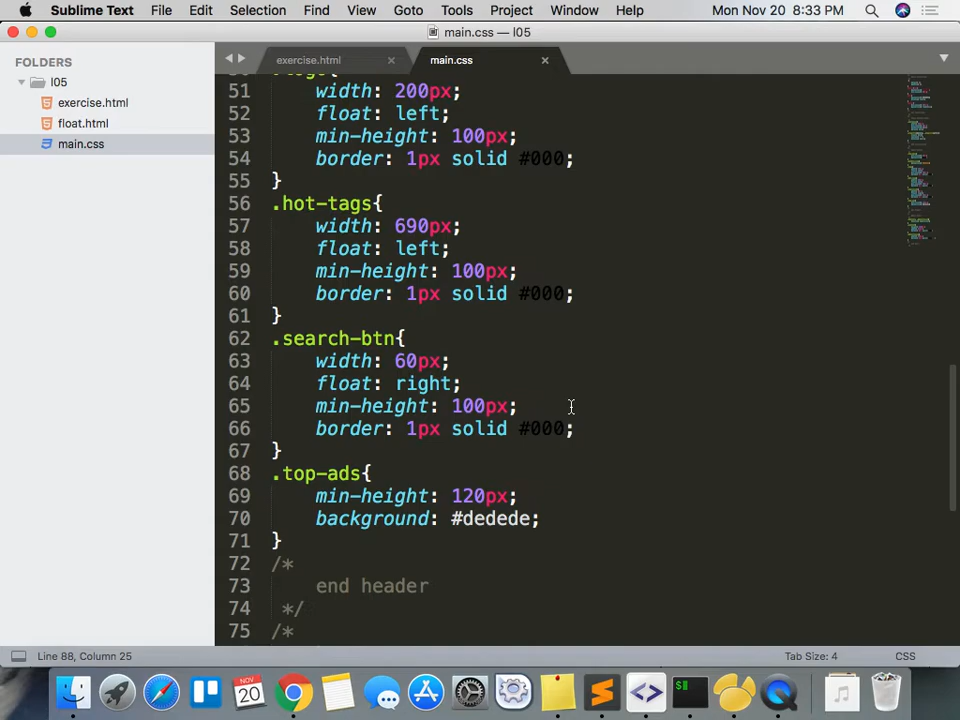 Sublime Text File Edit Selection Find View Goto Tools Project Window Help Mon Nov 20 8:33 PM
main.css — l05
FOLDERS
l05
exercise.html
float.html
main.css
exercise.html × main.css ×
51 width: 200px;
52 float: left;
53 min-height: 100px;
54 border: 1px solid #000;
55 }
56 .hot-tags{
57 width: 690px;
58 float: left;
59 min-height: 100px;
60 border: 1px solid #000;
61 }
62 .search-btn{
63 width: 60px;
64 float: right;
65 min-height: 100px;
66 border: 1px solid #000;
67 }
68 .top-ads{
69 min-height: 120px;
70 background: #dedede;
71 }
72 /*
73 end header
74 */
75 /*
Line 88, Column 25 Tab Size: 4 CSS
NOV
20